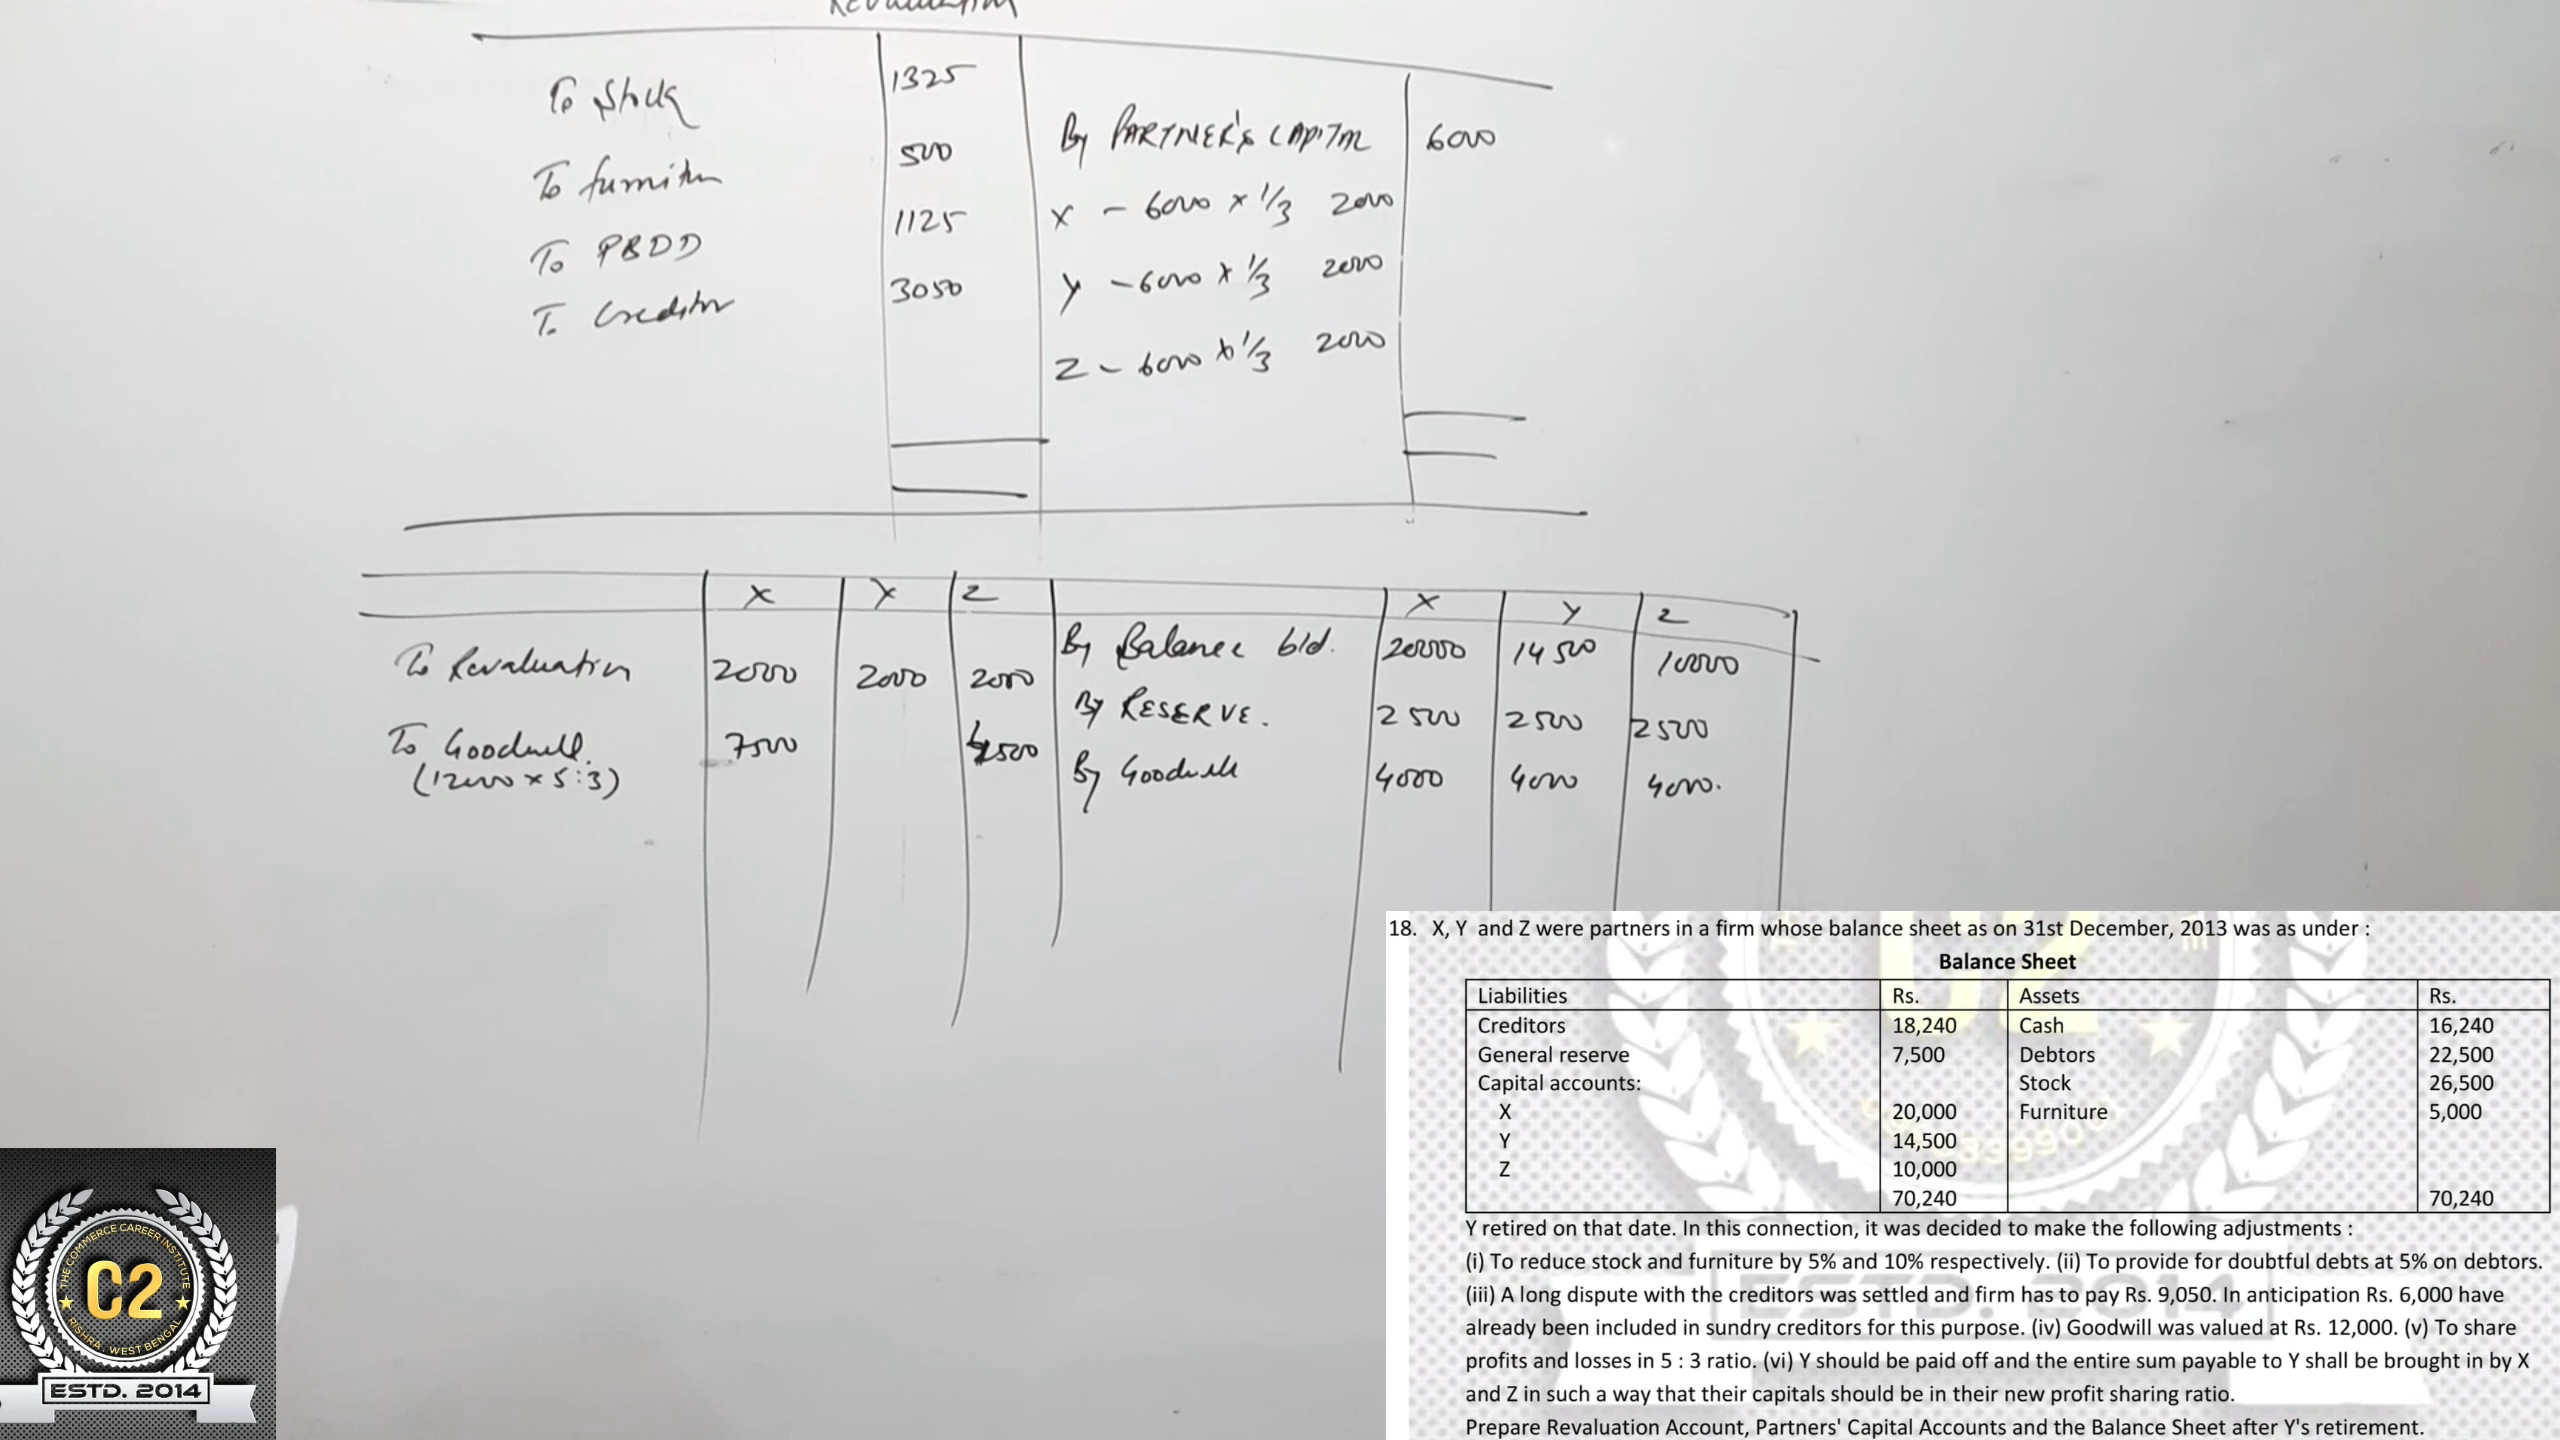 Revaluation
To Stock 1325
By PARTNER'S CAPITAL 6000
To furniture 500
X - 6000 x 1/3 2000
To PBDD 1125
Y - 6000 x 1/3 2000
To Creditor 3050
Z - 6000 x 1/3 2000
X Y Z X Y Z
To Revaluation 2000 2000 2000 By Balance b/d. 20000 14500 10000
By RESERVE. 2500 2500 2500
To Goodwill. 7500 4500 By Goodwill 4000 4000 4000.
(12000 x 5:3)
18. X, Y and Z were partners in a firm whose balance sheet as on 31st December, 2013 was as under :
Balance Sheet
Liabilities Rs. Assets Rs.
Creditors 18,240 Cash 16,240
General reserve 7,500 Debtors 22,500
Capital accounts: Stock 26,500
X 20,000 Furniture 5,000
Y 14,500
Z 10,000
70,240 70,240
Y retired on that date. In this connection, it was decided to make the following adjustments :
(i) To reduce stock and furniture by 5% and 10% respectively. (ii) To provide for doubtful debts at 5% on debtors.
(iii) A long dispute with the creditors was settled and firm has to pay Rs. 9,050. In anticipation Rs. 6,000 have
already been included in sundry creditors for this purpose. (iv) Goodwill was valued at Rs. 12,000. (v) To share
profits and losses in 5 : 3 ratio. (vi) Y should be paid off and the entire sum payable to Y shall be brought in by X
and Z in such a way that their capitals should be in their new profit sharing ratio.
Prepare Revaluation Account, Partners' Capital Accounts and the Balance Sheet after Y's retirement.
THE COMMERCE CAREER INSTITUTE
C2
RISHRA, WEST BENGAL
ESTD. 2014